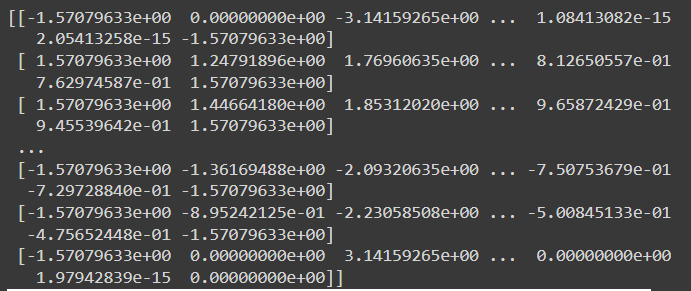 [[-1.57079633e+00  0.00000000e+00 -3.14159265e+00 ...  1.08413082e-15
   2.05413258e-15 -1.57079633e+00]
 [ 1.57079633e+00  1.24791896e+00  1.76960635e+00 ...  8.12650557e-01
   7.62974587e-01  1.57079633e+00]
 [ 1.57079633e+00  1.44664180e+00  1.85312020e+00 ...  9.65872429e-01
   9.45539642e-01  1.57079633e+00]
 ...
 [-1.57079633e+00 -1.36169488e+00 -2.09320635e+00 ... -7.50753679e-01
  -7.29728840e-01 -1.57079633e+00]
 [-1.57079633e+00 -8.95242125e-01 -2.23058508e+00 ... -5.00845133e-01
  -4.75652448e-01 -1.57079633e+00]
 [-1.57079633e+00  0.00000000e+00  3.14159265e+00 ...  0.00000000e+00
   1.97942839e-15  0.00000000e+00]]